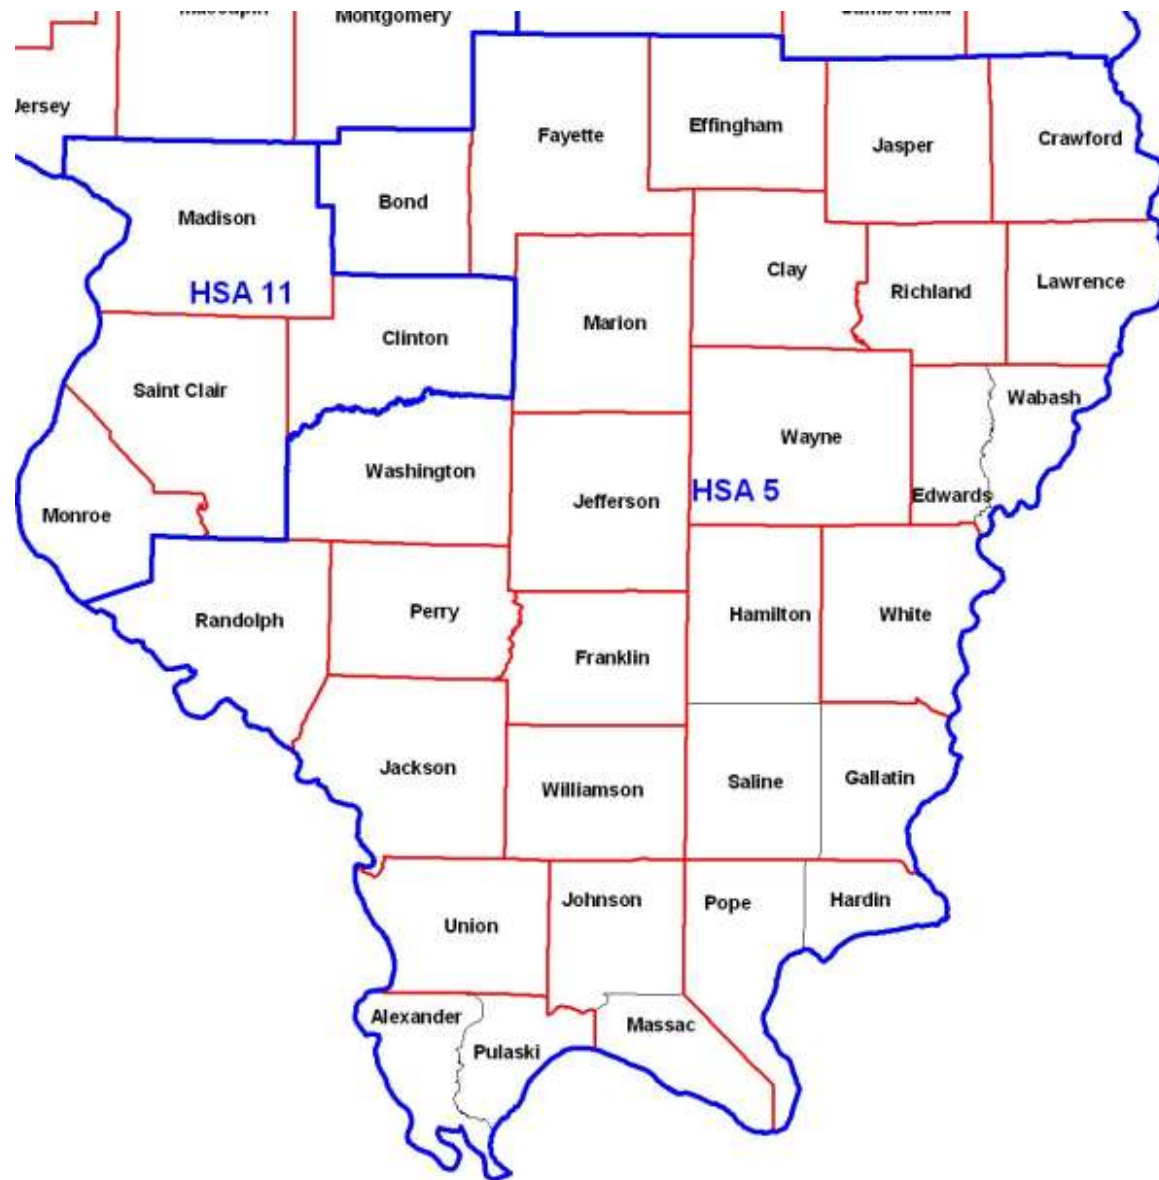 Montgomery
Jersey
Fayette
Effingham
Jasper
Crawford
Madison
Bond
HSA 11
Clay
Richland
Lawrence
Clinton
Marion
Saint Clair
Wabash
Wayne
Washington
Jefferson
HSA 5
Edwards
Monroe
Randolph
Perry
Hamilton
White
Franklin
Jackson
Williamson
Saline
Gallatin
Union
Johnson
Pope
Hardin
Alexander
Pulaski
Massac